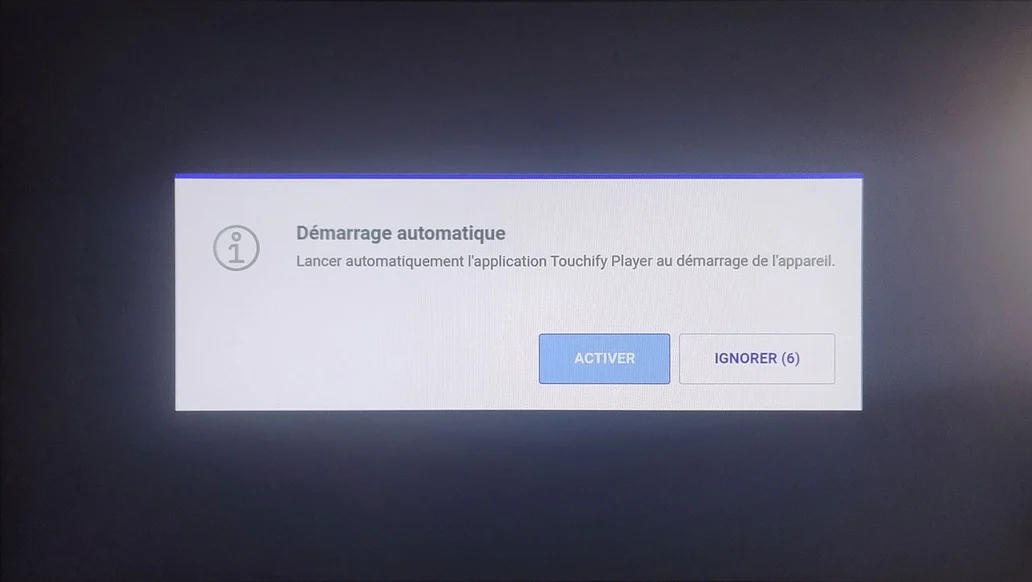 Démarrage automatique
Lancer automatiquement l'application Touchify Player au démarrage de l'appareil.
ACTIVER
IGNORER (6)